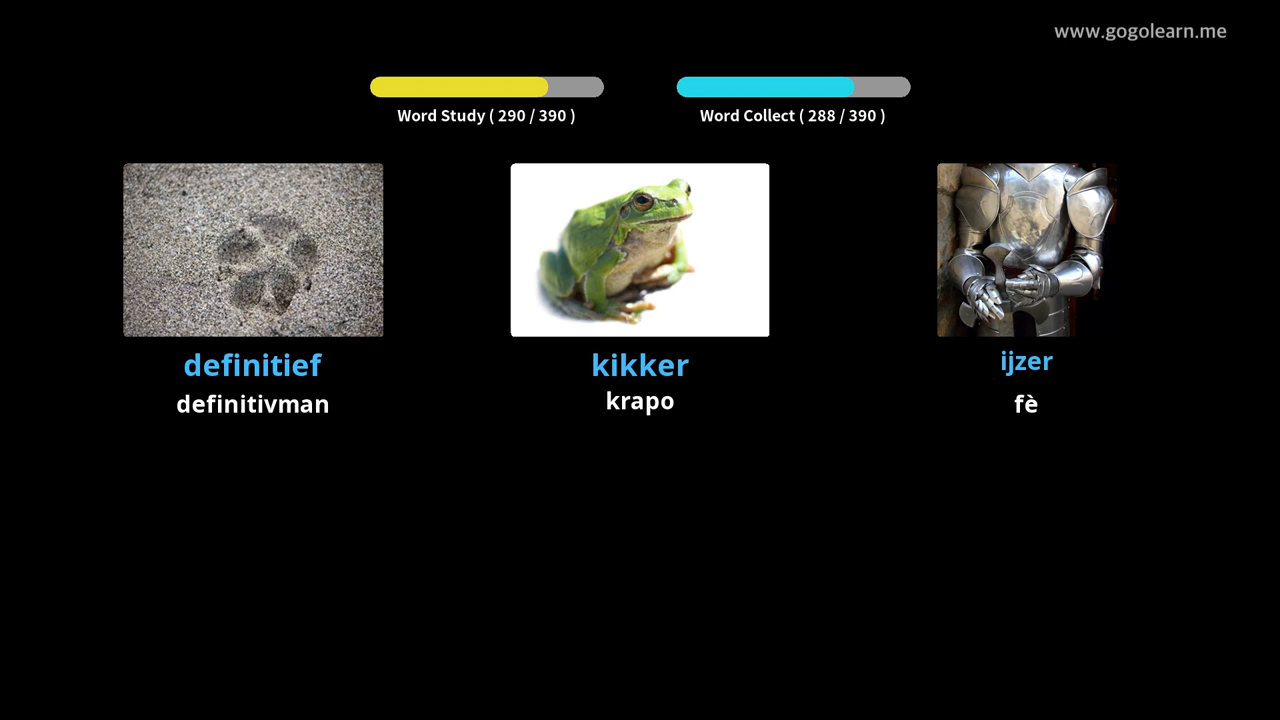 www.gogolearn.me
Word Study ( 290 / 390 )
Word Collect ( 288 / 390 )
definitief
kikker
ijzer
definitivman
krapo
fè